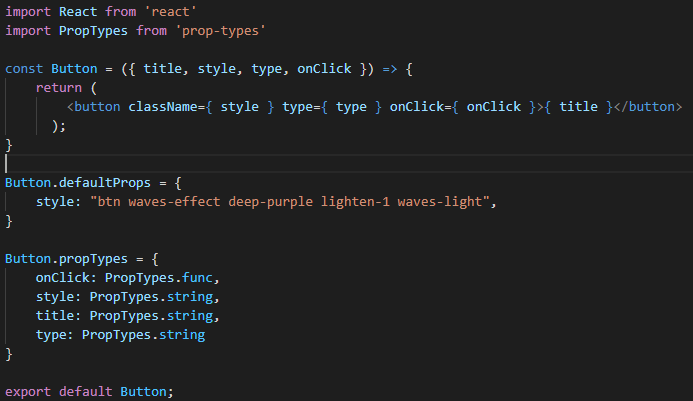 import React from 'react'
import PropTypes from 'prop-types'

const Button = ({ title, style, type, onClick }) => {
    return (
        <button className={ style } type={ type } onClick={ onClick }>{ title }</button>
      );
}

Button.defaultProps = {
    style: "btn waves-effect deep-purple lighten-1 waves-light",
}

Button.propTypes = {
    onClick: PropTypes.func,
    style: PropTypes.string,
    title: PropTypes.string,
    type: PropTypes.string
}

export default Button;